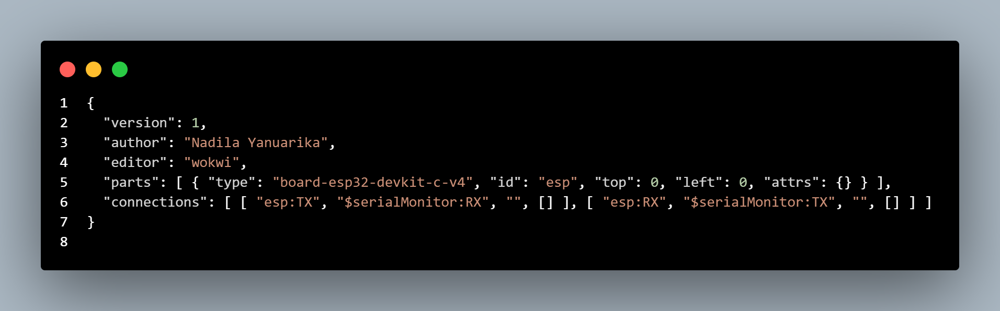 1 {
2   "version": 1,
3   "author": "Nadila Yanuarika",
4   "editor": "wokwi",
5   "parts": [ { "type": "board-esp32-devkit-c-v4", "id": "esp", "top": 0, "left": 0, "attrs": {} } ],
6   "connections": [ [ "esp:TX", "$serialMonitor:RX", "", [] ], [ "esp:RX", "$serialMonitor:TX", "", [] ] ]
7 }
8